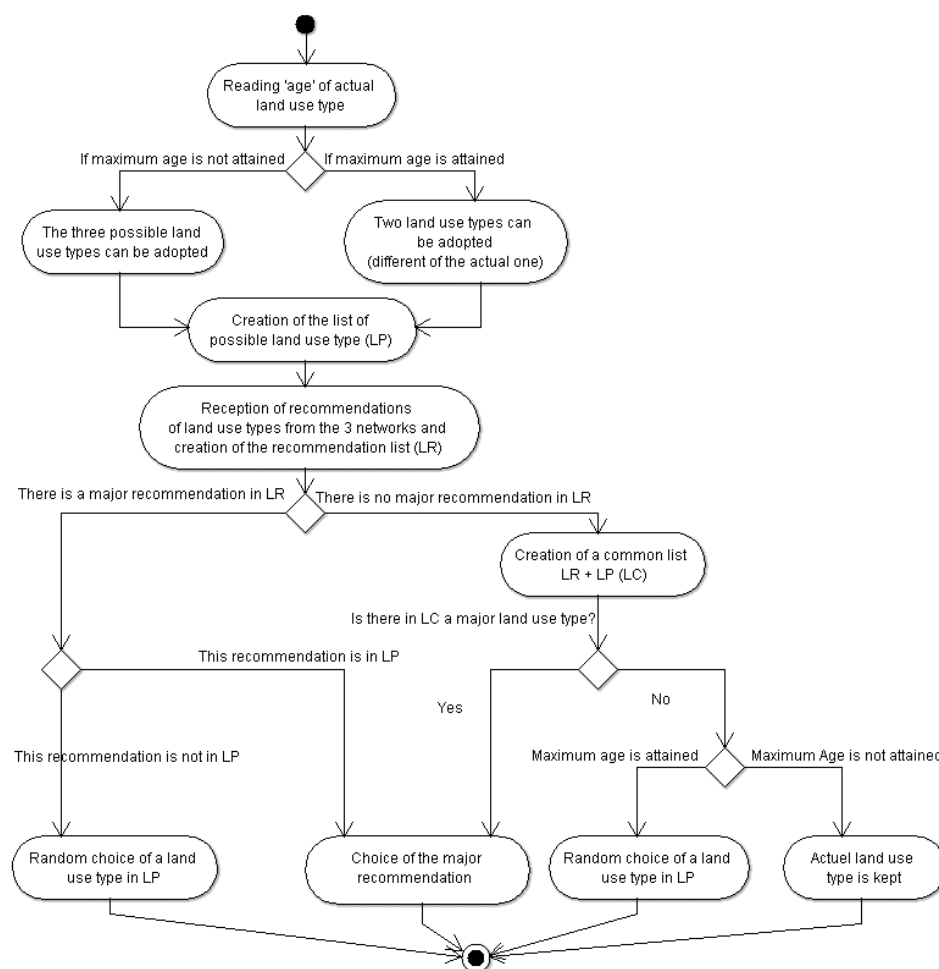 Reading 'age' of actual
land use type
If maximum age is not attained
If maximum age is attained
The three possible land
use types can be adopted
Two land use types can
be adopted
(different of the actual one)
Creation of the list of
possible land use type (LP)
Reception of recommendations
of land use types from the 3 networks and
creation of the recommendation list (LR)
There is a major recommendation in LR
There is no major recommendation in LR
Creation of a common list
LR + LP (LC)
Is there in LC a major land use type?
This recommendation is in LP
Yes
No
This recommendation is not in LP
Maximum age is attained
Maximum Age is not attained
Random choice of a land
use type in LP
Choice of the major
recommendation
Random choice of a land
use type in LP
Actuel land use
type is kept